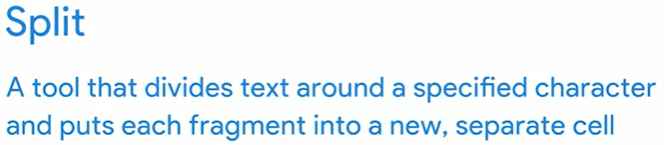 Split
A tool that divides text around a specified character
and puts each fragment into a new, separate cell